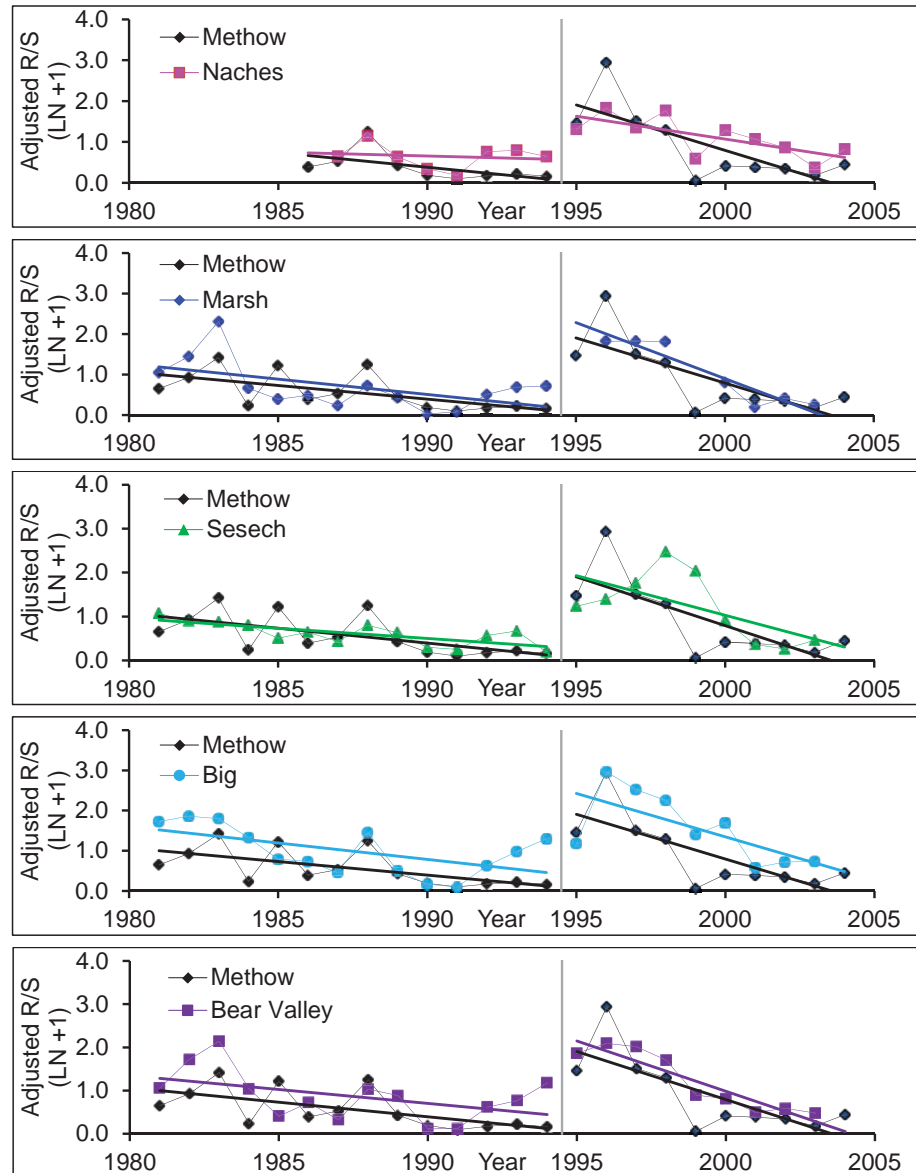 Adjusted R/S
(LN +1)
4.0
3.0
2.0
1.0
0.0
Methow
Naches
1980
1985
1990
Year
1995
2000
2005
Adjusted R/S
(LN +1)
4.0
3.0
2.0
1.0
0.0
Methow
Marsh
1980
1985
1990
Year
1995
2000
2005
Adjusted R/S
(LN +1)
4.0
3.0
2.0
1.0
0.0
Methow
Sesech
1980
1985
1990
Year
1995
2000
2005
Adjusted R/S
(LN +1)
4.0
3.0
2.0
1.0
0.0
Methow
Big
1980
1985
1990
Year
1995
2000
2005
Adjusted R/S
(LN +1)
4.0
3.0
2.0
1.0
0.0
Methow
Bear Valley
1980
1985
1990
Year
1995
2000
2005